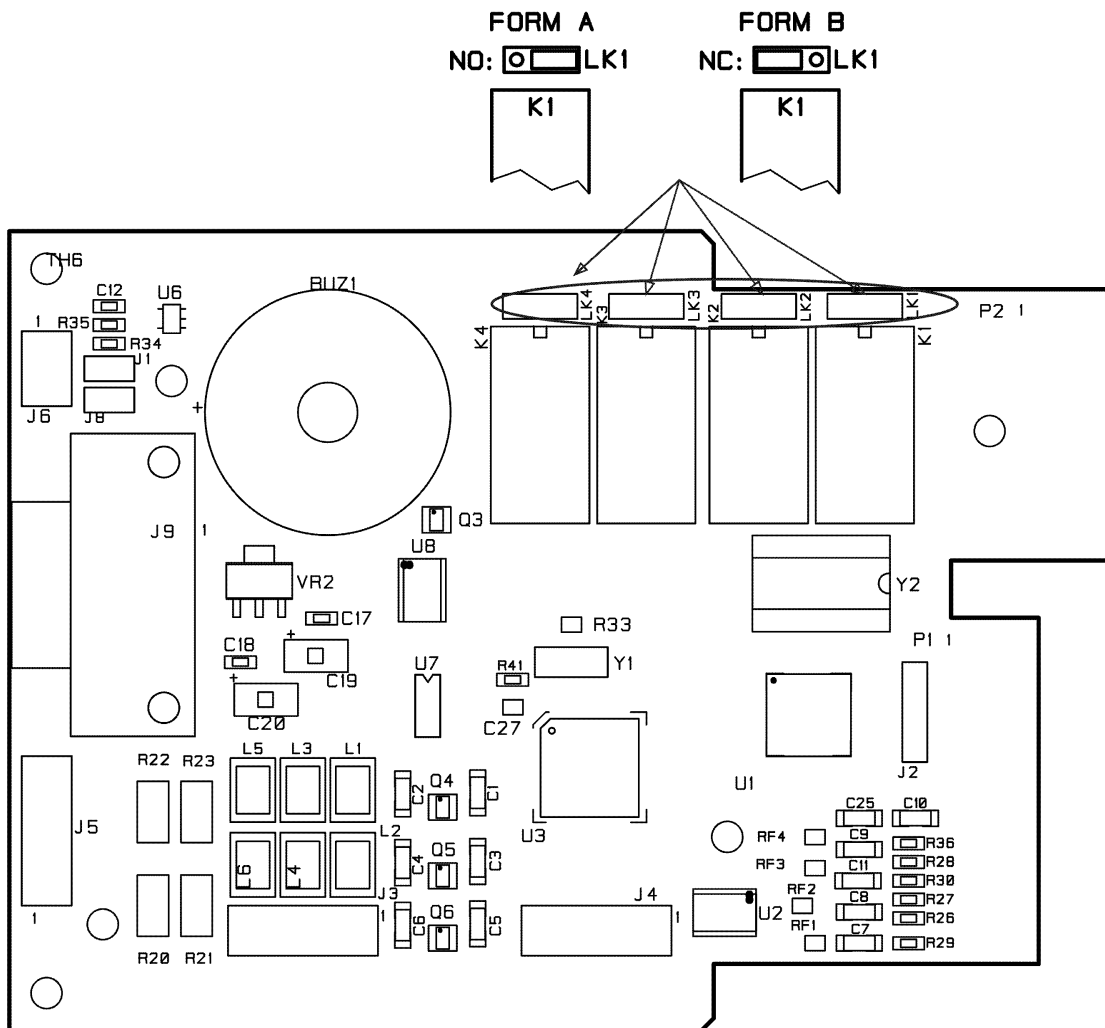 FORM A FORM B
NO: LK1 NC: LK1
K1 K1
TH6
C12 U6 BUZ1
LK4 K3 LK3 K2 LK2 LK1
1 R35 P2 1
R34 K4 K1
J1
J6 J8 +
J9 1 Q3
U8
VR2 Y2
C17 R33
+ P1 1
C18 U7 R41 Y1
+ C19
C20 C27
R22 R23 L5 L3 L1
J2
C2 Q4 C1 U1
C25 C10
J5 L2 U3 RF4 C9 R36
L6 L4 C4 Q5 C3 RF3 R28
C11 R30
J3 J4 RF2 C8 R27
1 1 C6 Q6 C5 1 U2 R26
RF1 C7
R20 R21 R29